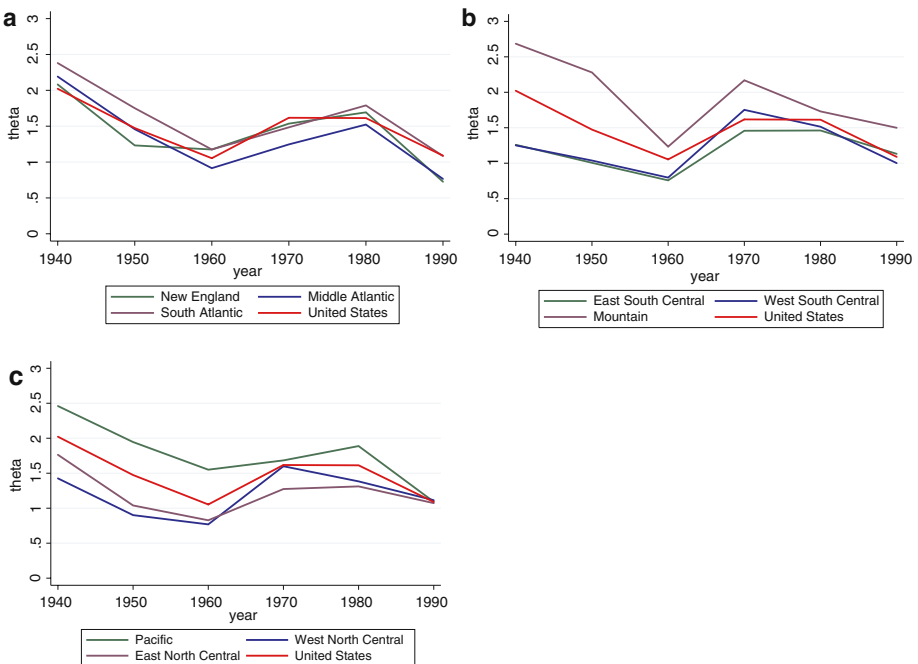 a
3
2.5
2
1.5
1
.5
0
theta
1940 1950 1960 1970 1980 1990
year
New England Middle Atlantic
South Atlantic United States
b
3
2.5
2
1.5
1
.5
0
theta
1940 1950 1960 1970 1980 1990
year
East South Central West South Central
Mountain United States
c
3
2.5
2
1.5
1
.5
0
theta
1940 1950 1960 1970 1980 1990
year
Pacific West North Central
East North Central United States